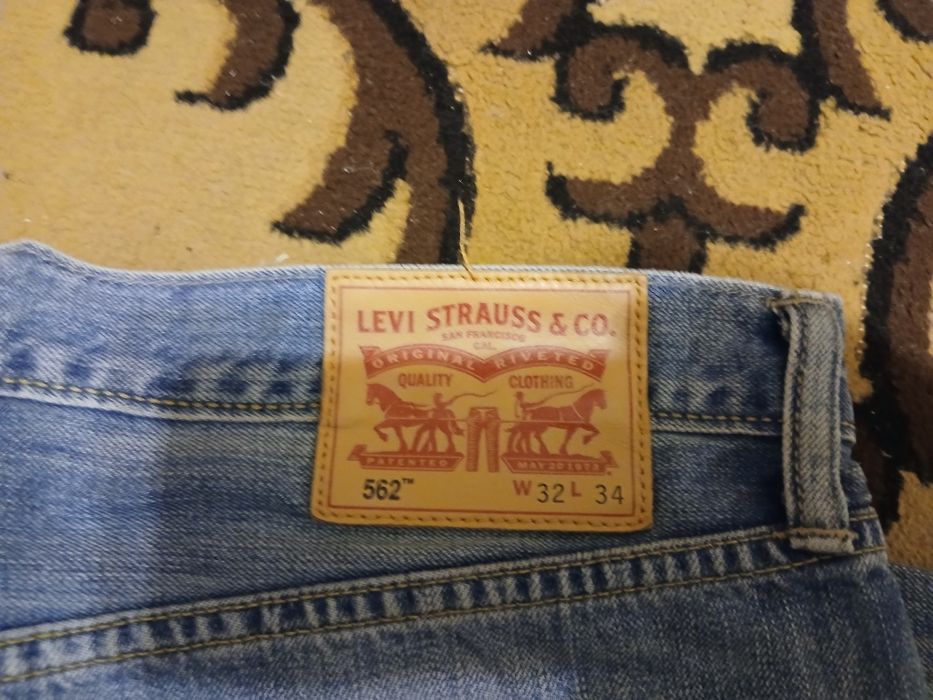 LEVI STRAUSS & CO.
SAN FRANCISCO
CAL.
ORIGINAL RIVETED
QUALITY CLOTHING
PATENTED MAY 20 1873
562™ W 32 L 34